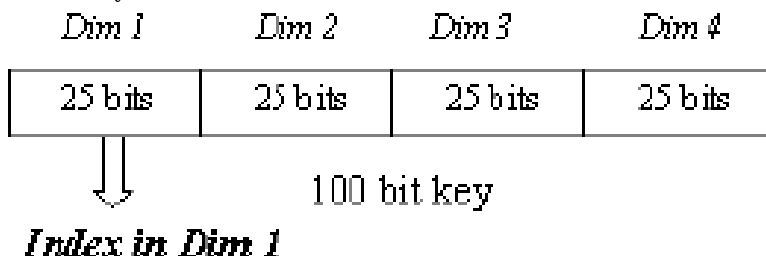 Dim 1 Dim 2 Dim 3 Dim 4
25 bits 25 bits 25 bits 25 bits
100 bit key
Index in Dim 1